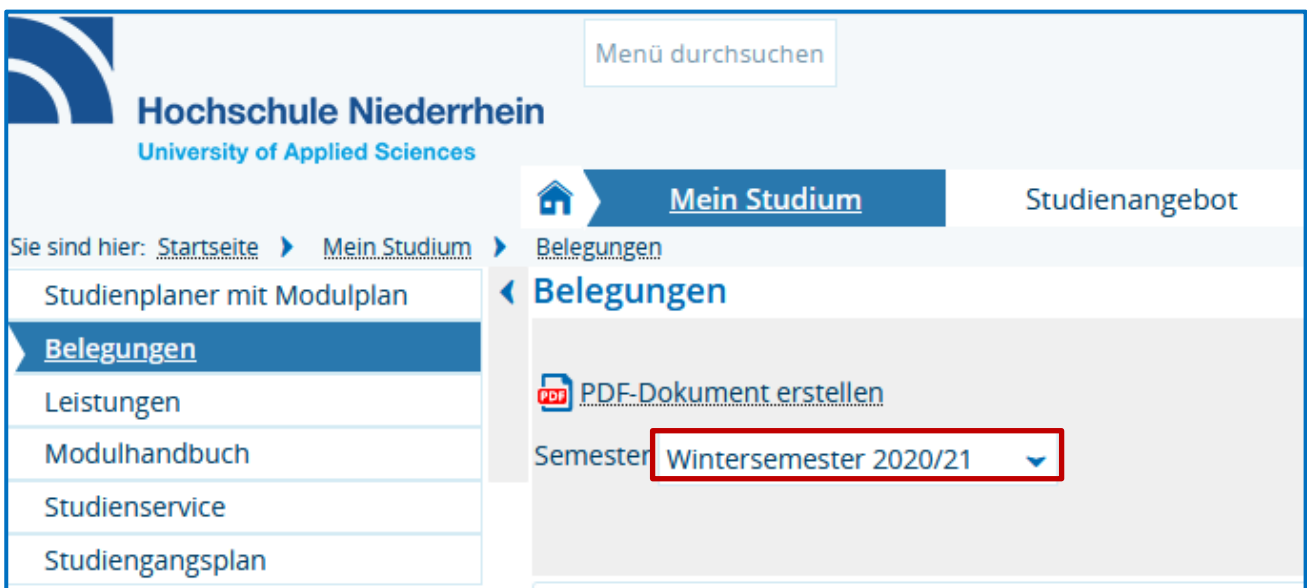 Menü durchsuchen
Hochschule Niederrhein
University of Applied Sciences
Mein Studium
Studienangebot
Sie sind hier: Startseite Mein Studium Belegungen
Studienplaner mit Modulplan
Belegungen
Leistungen
Modulhandbuch
Studienservice
Studiengangsplan
Belegungen
PDF PDF-Dokument erstellen
Semester Wintersemester 2020/21